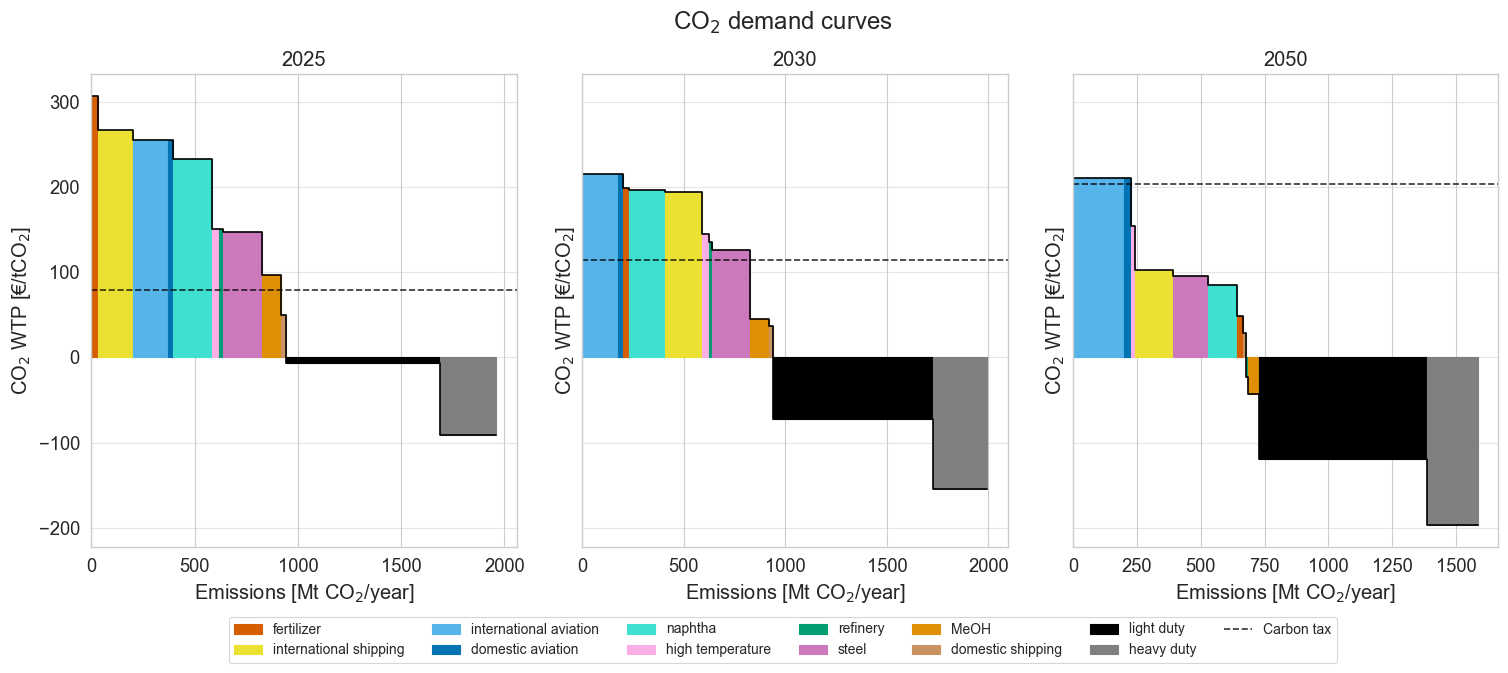 CO₂ demand curves
2025
2030
2050
300
200
100
0
−100
−200
CO₂ WTP [€/tCO₂]
CO₂ WTP [€/tCO₂]
CO₂ WTP [€/tCO₂]
0 500 1000 1500 2000
0 500 1000 1500 2000
0 250 500 750 1000 1250 1500
Emissions [Mt CO₂/year]
Emissions [Mt CO₂/year]
Emissions [Mt CO₂/year]
fertilizer international aviation naphtha refinery MeOH light duty Carbon tax
international shipping domestic aviation high temperature steel domestic shipping heavy duty